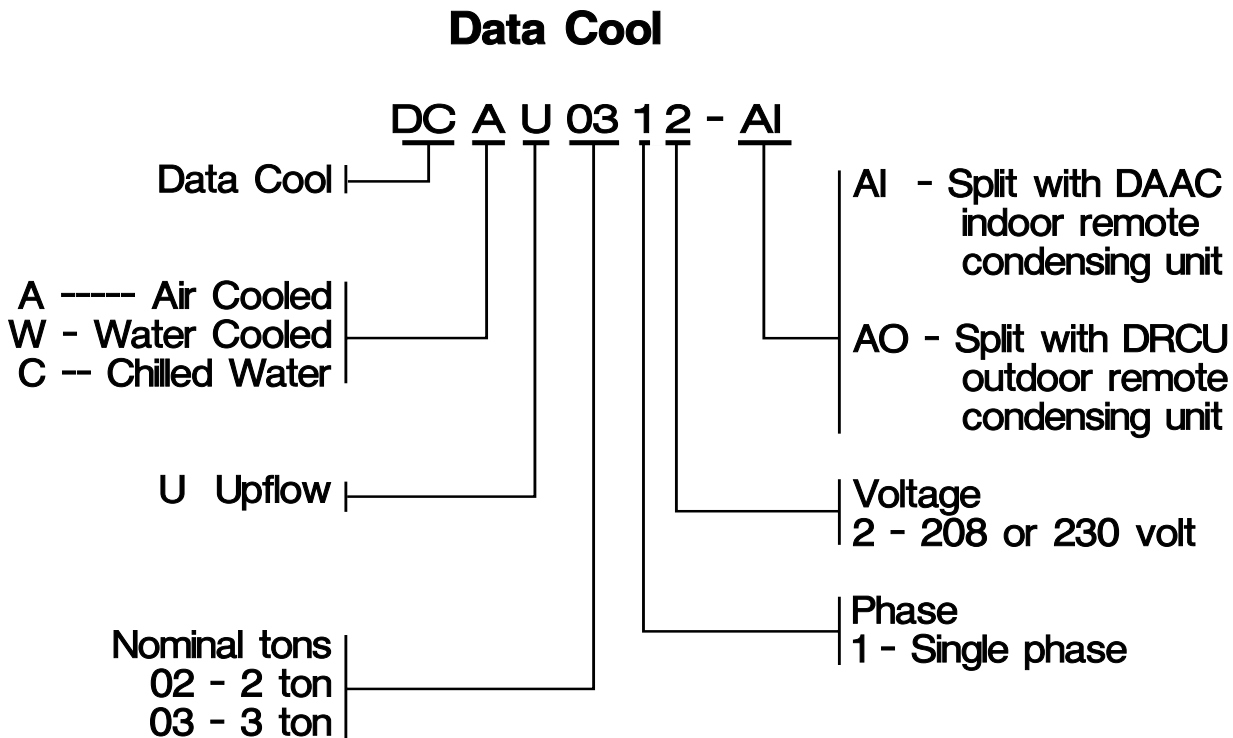 Data Cool
DC A U 03 1 2 - AI
Data Cool
A ----- Air Cooled
W - Water Cooled
C -- Chilled Water
U Upflow
Nominal tons
02 - 2 ton
03 - 3 ton
AI - Split with DAAC
indoor remote
condensing unit
AO - Split with DRCU
outdoor remote
condensing unit
Voltage
2 - 208 or 230 volt
Phase
1 - Single phase